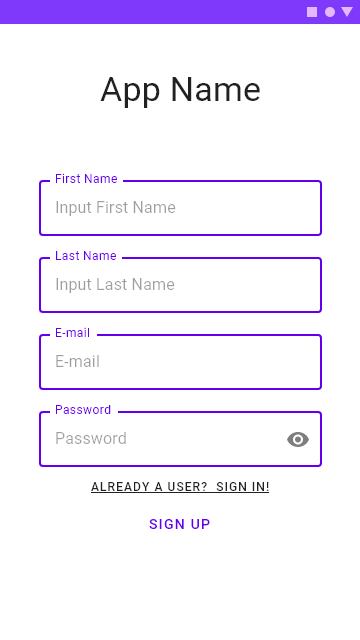 App Name
First Name
Input First Name
Last Name
Input Last Name
E-mail
E-mail
Password
Password
ALREADY A USER?  SIGN IN!
SIGN UP